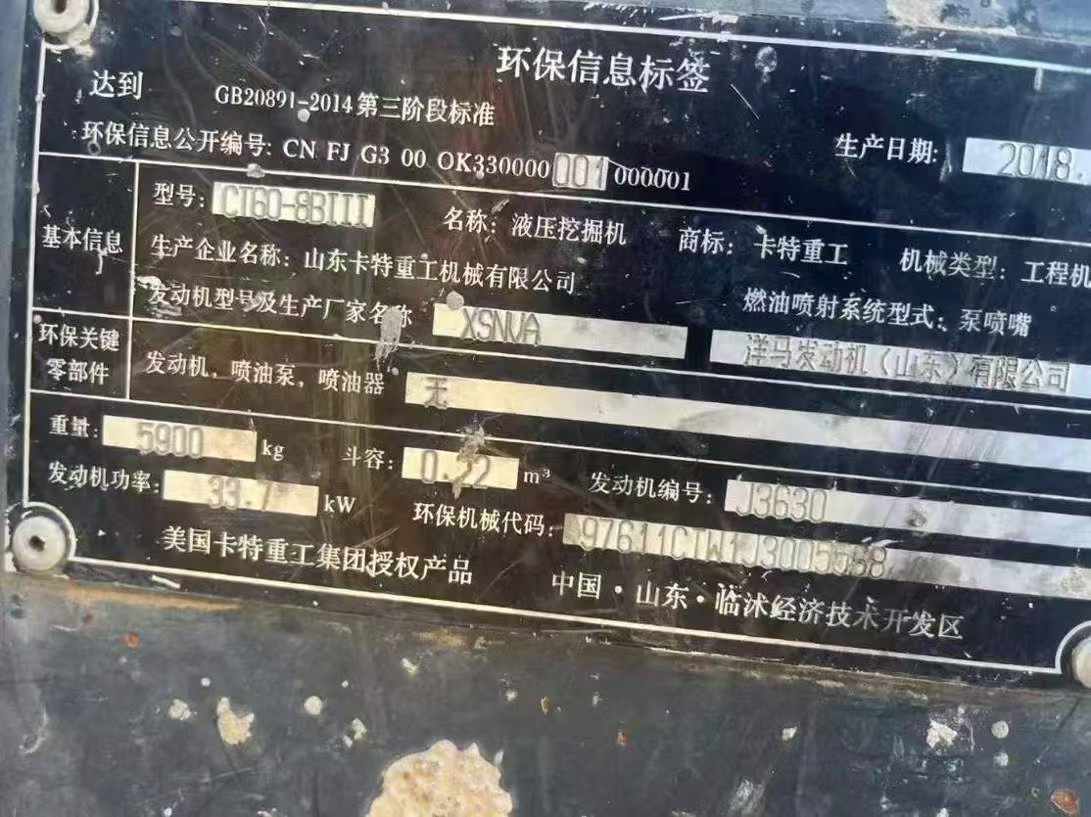 环保信息标签
达到 GB20891-2014第三阶段标准
环保信息公开编号: CN FJ G3 00 OK330000 001 000001 生产日期: 2018.
基本信息
型号: CT60-8BIII 名称: 液压挖掘机 商标: 卡特重工 机械类型: 工程机
生产企业名称: 山东卡特重工机械有限公司 燃油喷射系统型式: 泵喷嘴
发动机型号及生产厂家名称 XSNVA 洋马发动机(山东)有限公司
环保关键零部件
发动机, 喷油泵, 喷油器 无
重量: 5900 kg 斗容: 0.22 m³ 发动机编号: J3630
发动机功率: 33.7 kW 环保机械代码: 97611CTW1J3005568
美国卡特重工集团授权产品 中国·山东·临沭经济技术开发区